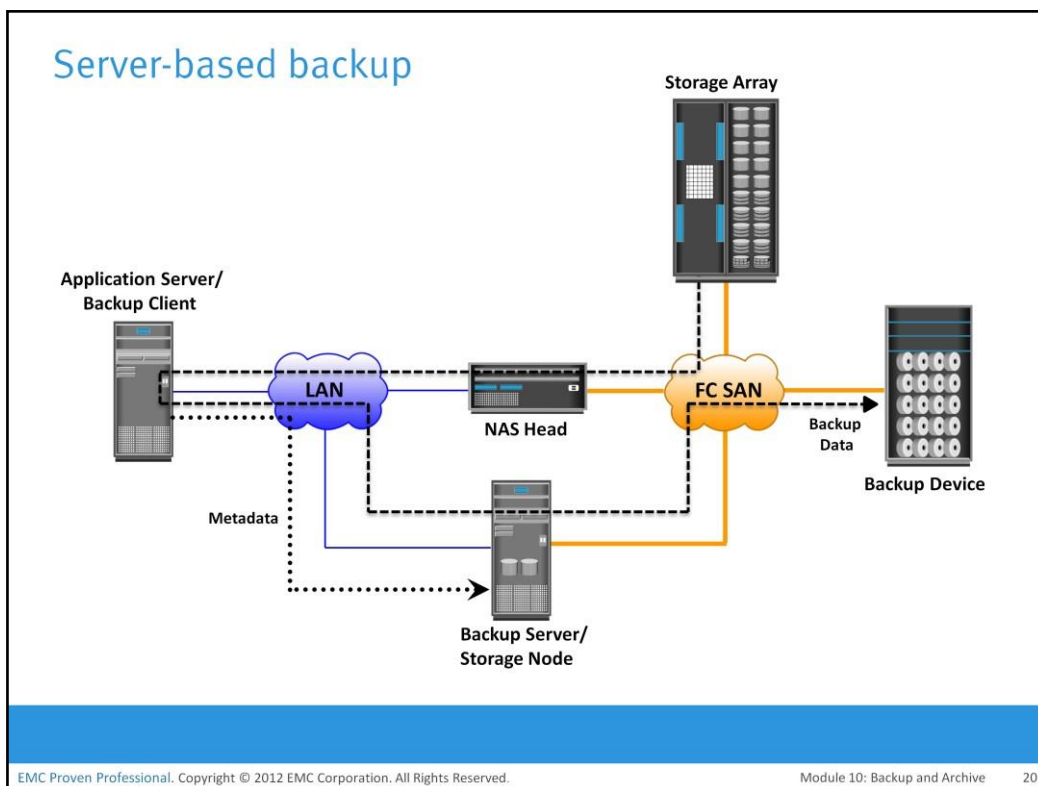 Server-based backup
Storage Array
Application Server/
Backup Client
LAN
NAS Head
FC SAN
Backup
Data
Backup Device
Metadata
Backup Server/
Storage Node
EMC Proven Professional. Copyright © 2012 EMC Corporation. All Rights Reserved.
Module 10: Backup and Archive
20